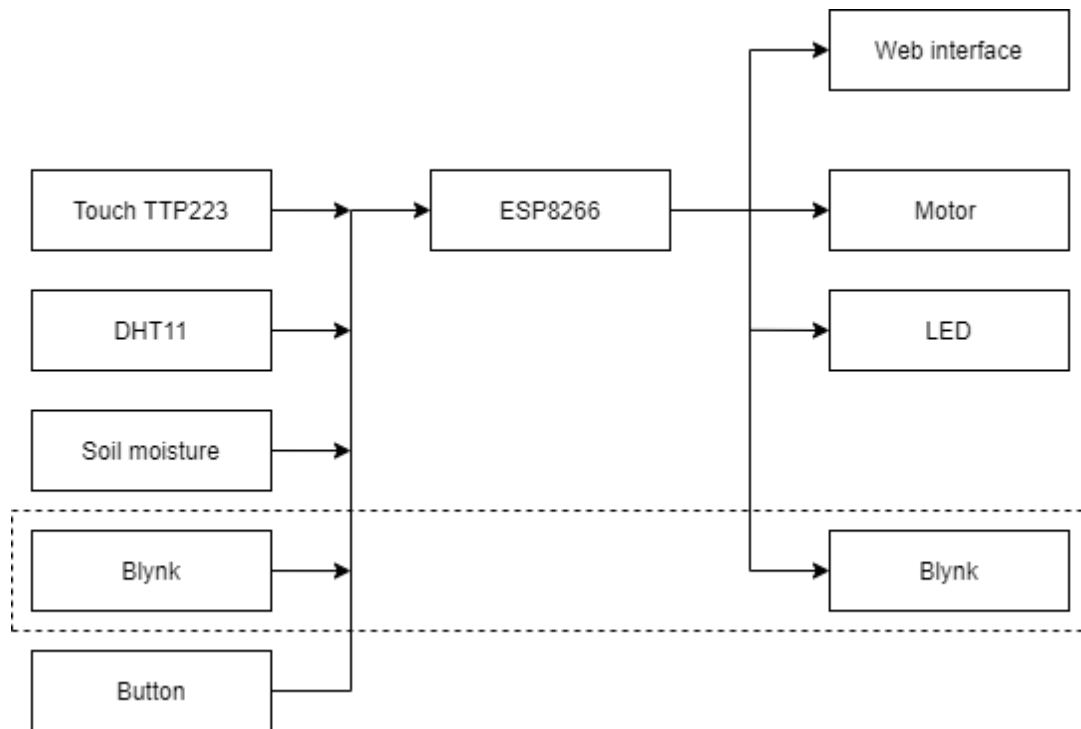 Web interface
Touch TTP223
ESP8266
Motor
DHT11
LED
Soil moisture
Blynk
Blynk
Button